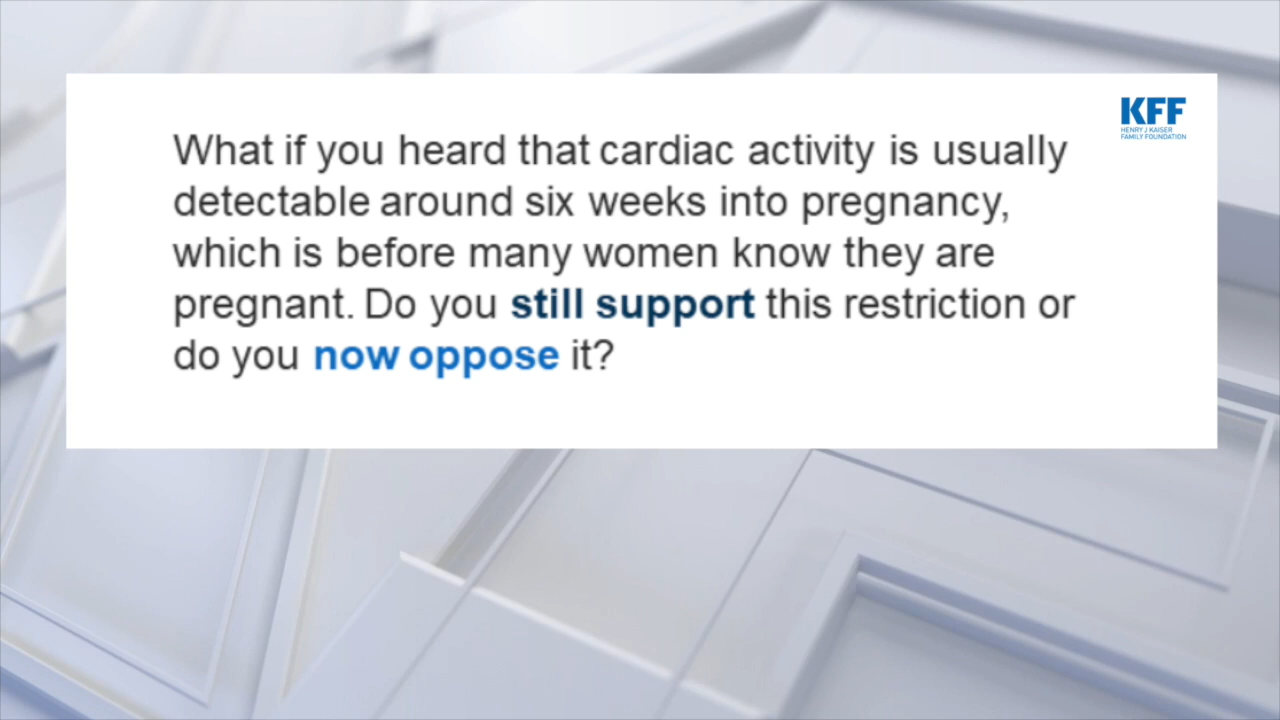 KFF
HENRY J KAISER
FAMILY FOUNDATION
What if you heard that cardiac activity is usually
detectable around six weeks into pregnancy,
which is before many women know they are
pregnant. Do you still support this restriction or
do you now oppose it?